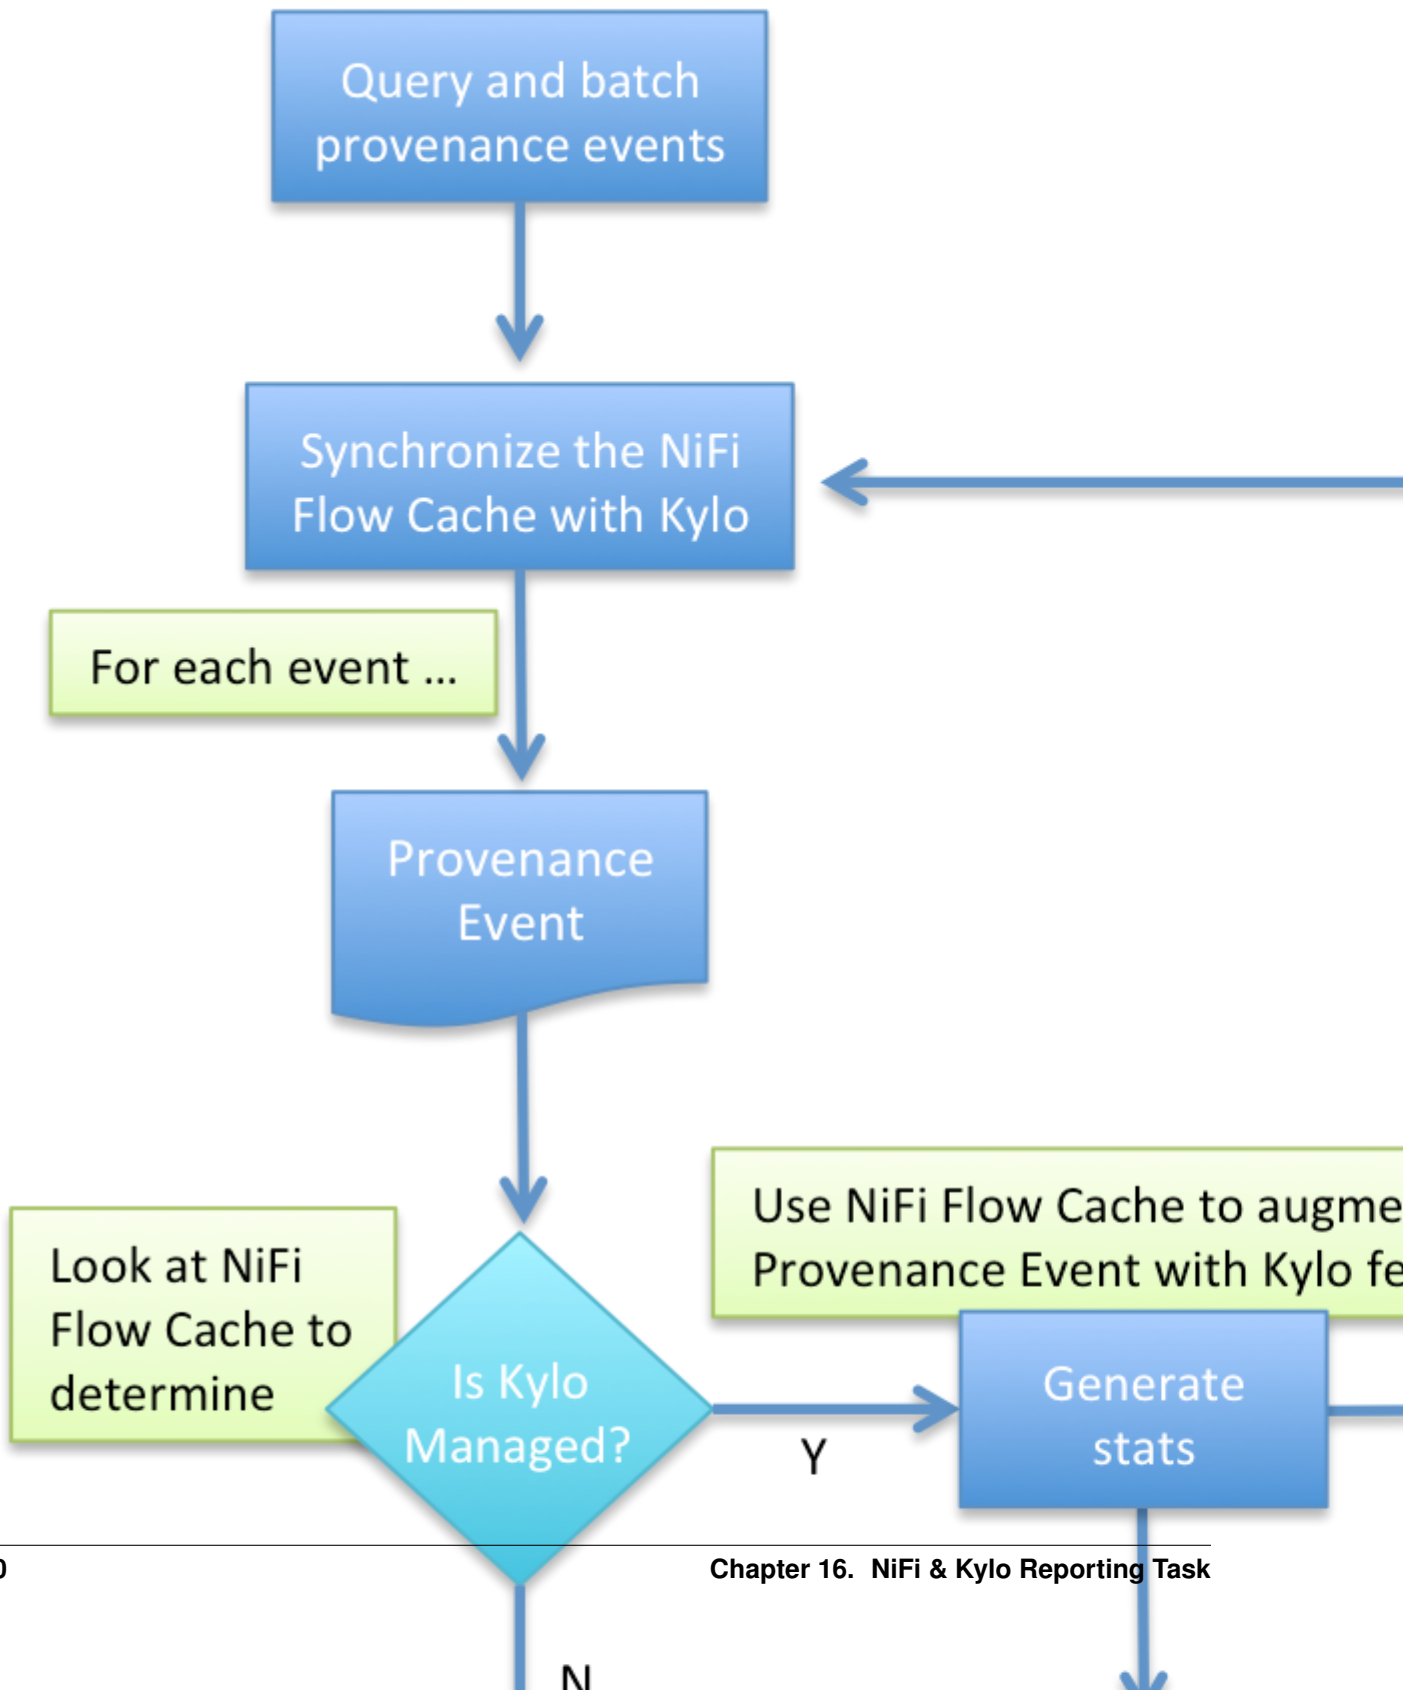 Query and batch
provenance events
Synchronize the NiFi
Flow Cache with Kylo
For each event ...
Provenance
Event
Use NiFi Flow Cache to
Provenance Event with Kylo
Look at NiFi
Flow Cache to
determine
Is Kylo
Managed?
Y
Generate
stats
Chapter 16. NiFi & Kylo Reporting Task
N